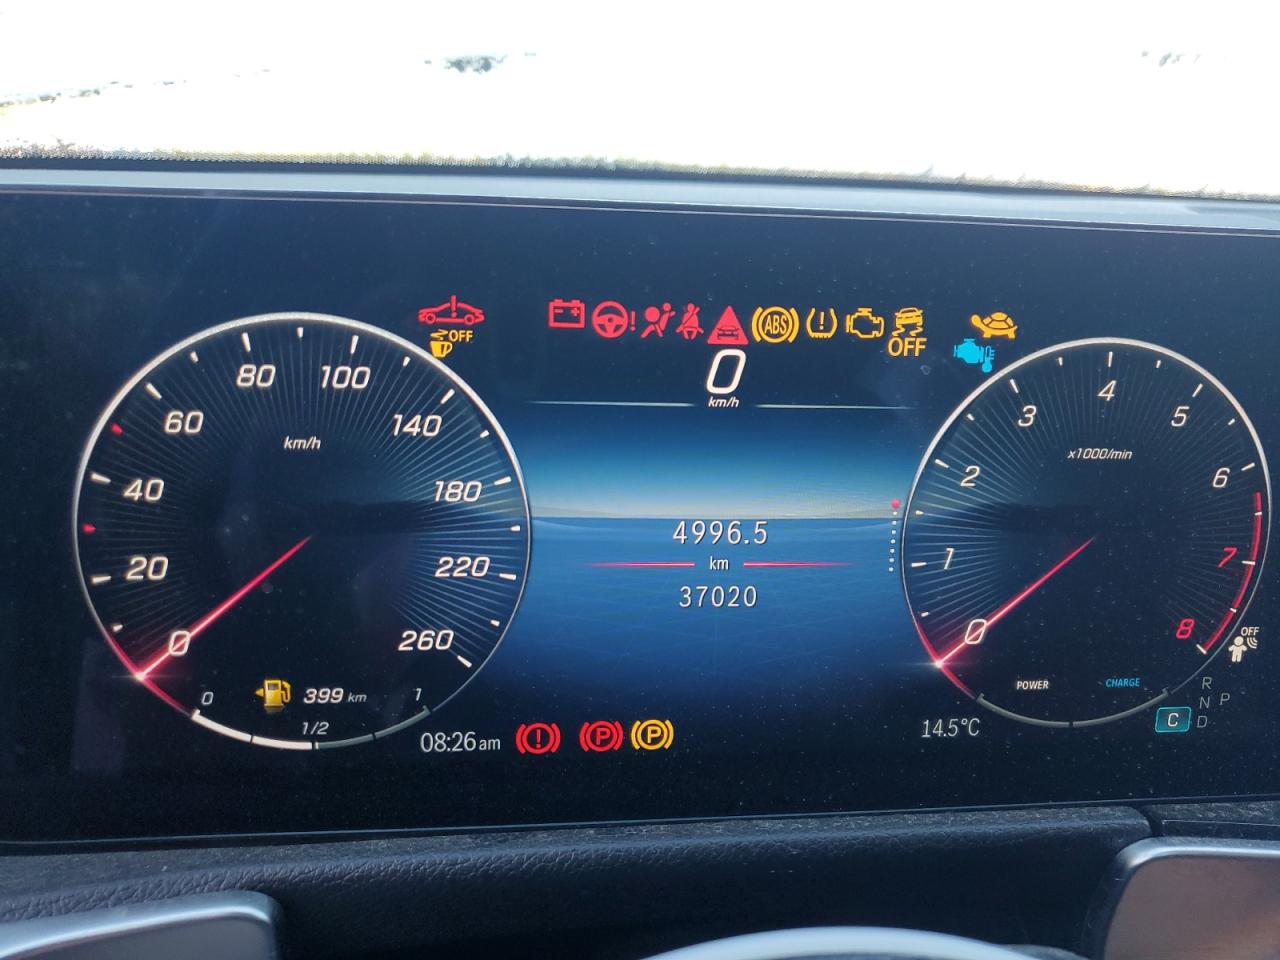 OFF
ABS
OFF
0
km/h
80 100
60 140
km/h
40 180
20 220
0 260
0 399 km 1
1/2
08:26am
P P
4996.5
km
37020
4
3 5
x1000/min
2 6
1 7
0 8
OFF
POWER CHARGE
R
N P
C D
14.5°C